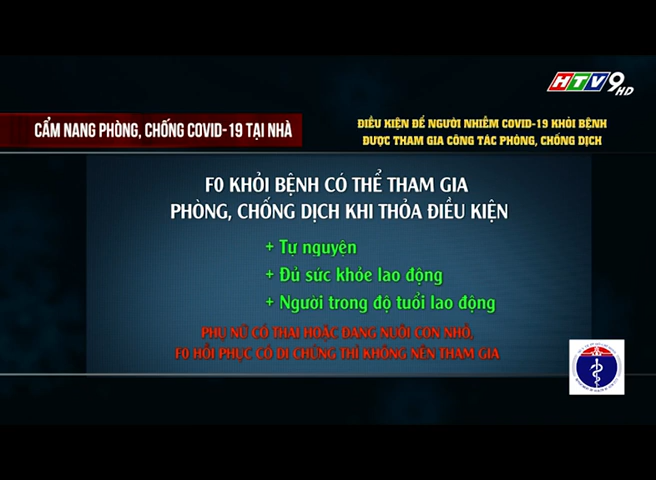 HTV9 HD
CẨM NANG PHÒNG, CHỐNG COVID-19 TẠI NHÀ
ĐIỀU KIỆN ĐỂ NGƯỜI NHIỄM COVID-19 KHỎI BỆNH
ĐƯỢC THAM GIA CÔNG TÁC PHÒNG, CHỐNG DỊCH
F0 KHỎI BỆNH CÓ THỂ THAM GIA
PHÒNG, CHỐNG DỊCH KHI THỎA ĐIỀU KIỆN
+ Tự nguyện
+ Đủ sức khỏe lao động
+ Người trong độ tuổi lao động
PHỤ NỮ CÓ THAI HOẶC ĐANG NUÔI CON NHỎ,
F0 HỒI PHỤC CÓ DI CHỨNG THÌ KHÔNG NÊN THAM GIA